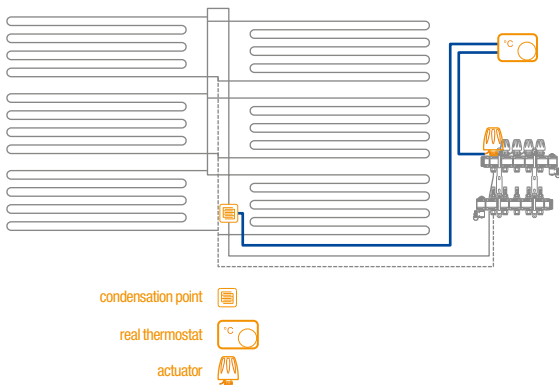 °C
condensation point
real thermostat
°C
actuator